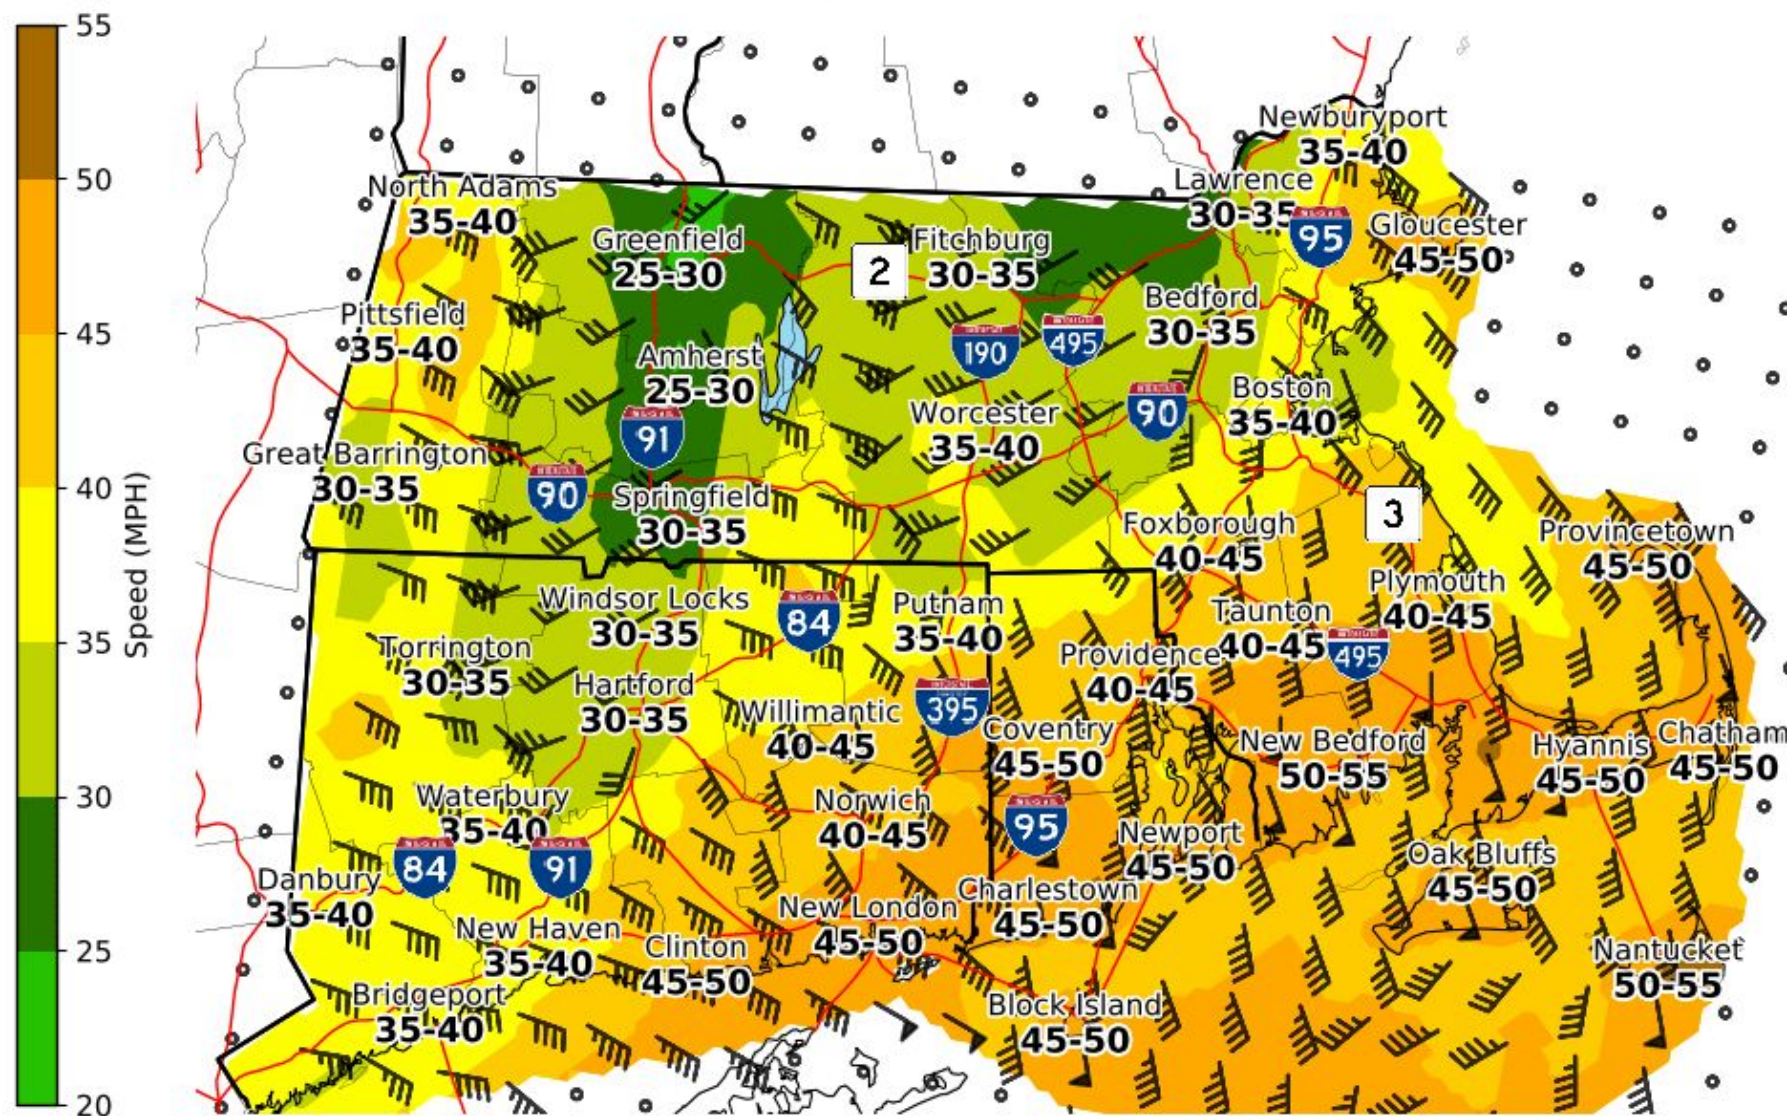 55
50
45
40
35
30
25
20
Speed (MPH)
Newburyport
35-40
North Adams
35-40
Lawrence
30-35
95
Gloucester
45-50
Greenfield
25-30
2
Fitchburg
30-35
Pittsfield
35-40
Bedford
30-35
190
495
Amherst
25-30
Boston
35-40
90
Worcester
35-40
91
Great Barrington
30-35
90
Springfield
30-35
3
Foxborough
40-45
Provincetown
45-50
Plymouth
40-45
Windsor Locks
30-35
84
Putnam
35-40
Taunton
40-45
495
Torrington
30-35
Providence
40-45
Hartford
30-35
395
Willimantic
40-45
Coventry
45-50
New Bedford
50-55
Hyannis
45-50
Chatham
45-50
Waterbury
35-40
Norwich
40-45
95
Newport
45-50
84
91
Oak Bluffs
45-50
Danbury
35-40
Charlestown
45-50
New London
45-50
New Haven
35-40
Clinton
45-50
Nantucket
50-55
Bridgeport
35-40
Block Island
45-50